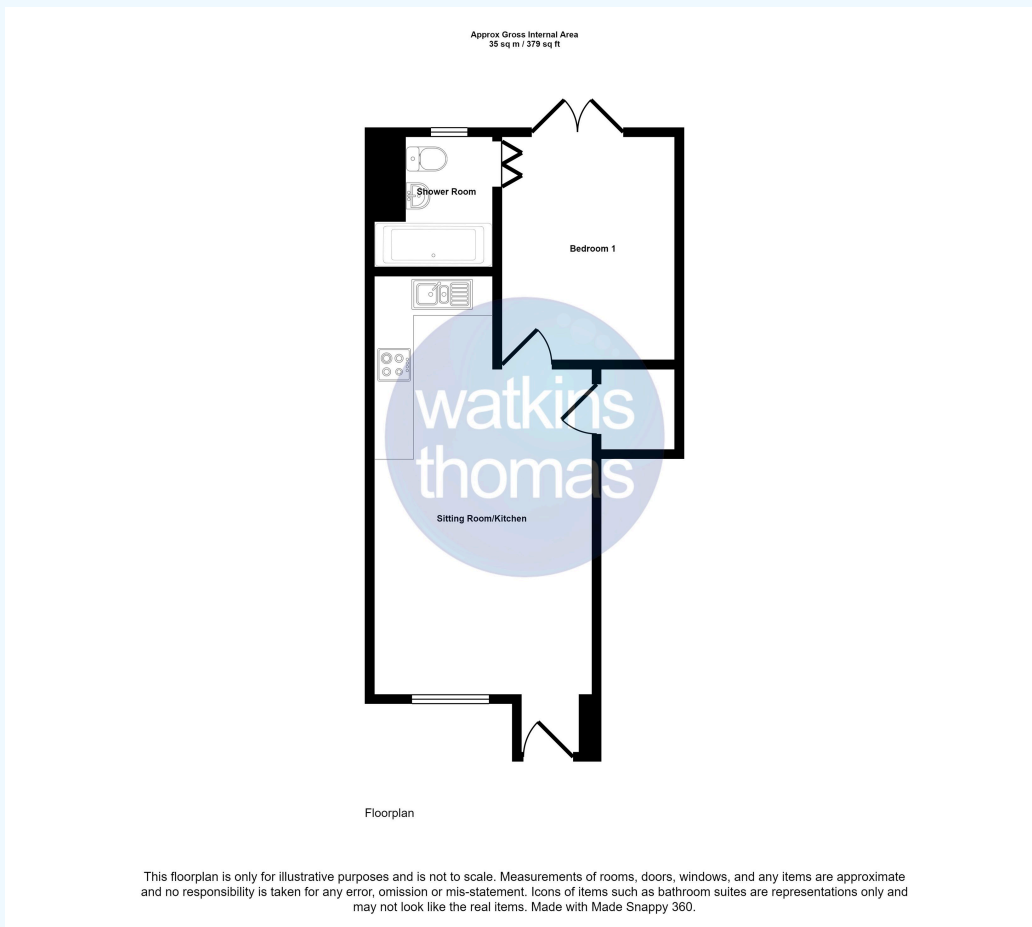 Approx Gross Internal Area
35 sq m / 379 sq ft
Shower Room
Bedroom 1
watkins
thomas
Sitting Room/Kitchen
Floorplan
This floorplan is only for illustrative purposes and is not to scale. Measurements of rooms, doors, windows, and any items are approximate
and no responsibility is taken for any error, omission or mis-statement. Icons of items such as bathroom suites are representations only and
may not look like the real items. Made with Made Snappy 360.